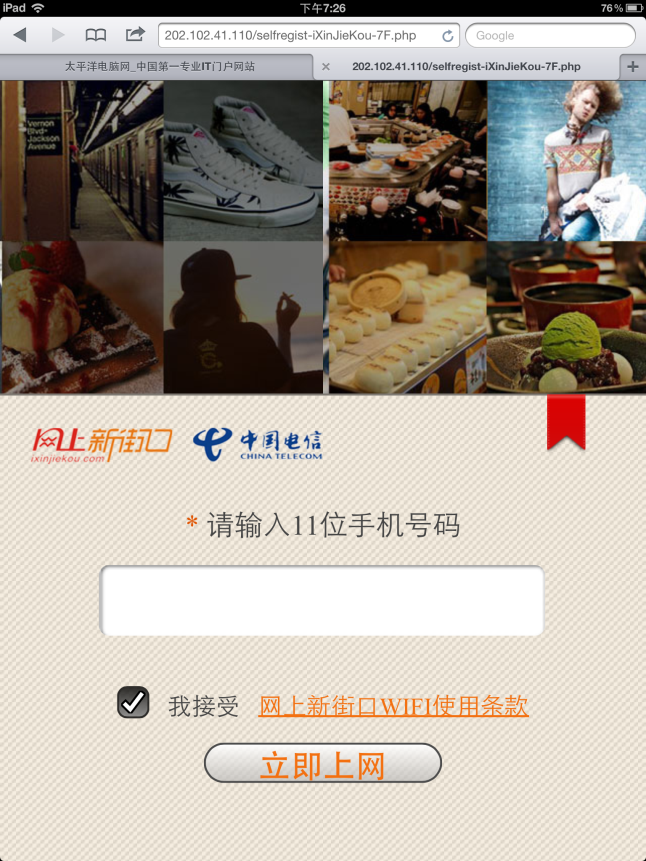 iPad
下午7:26
76%
202.102.41.110/selfregist-iXinJieKou-7F.php
Google
太平洋电脑网_中国第一专业IT门户网站
202.102.41.110/selfregist-iXinJieKou-7F.php
Vernon
Blvd-
Jackson
Avenue
网上新街口
ixinjiekou.com
中国电信
CHINA TELECOM
* 请输入11位手机号码
我接受 网上新街口WIFI使用条款
立即上网